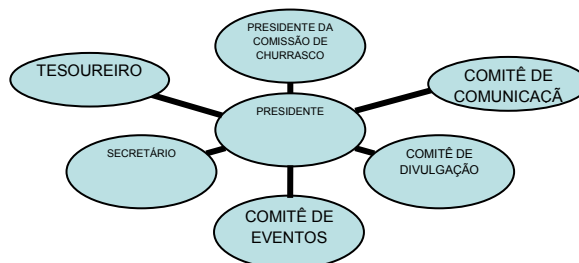 PRESIDENTE DA
COMISSÃO DE
CHURRASCO
TESOUREIRO
COMITÊ DE
COMUNICACÃ
PRESIDENTE
SECRETÁRIO
COMITÊ DE
DIVULGAÇÃO
COMITÊ DE
EVENTOS